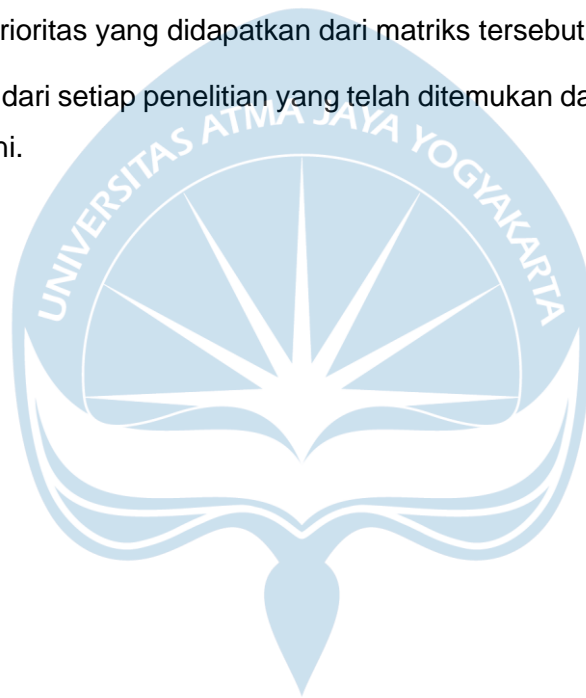 rioritas yang didapatkan dari matriks tersebut
dari setiap penelitian yang telah ditemukan da
ni.
UNIVERSITAS ATMA JAYA YOGYAKARTA